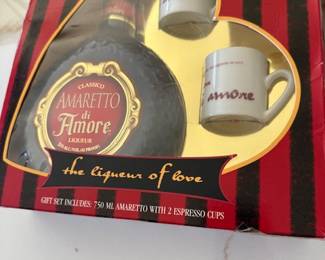 CLASSICO
AMARETTO
di
Amore
LIQUEUR
amore
the liqueur of love
GIFT SET INCLUDES: 750 ML AMARETTO WITH 2 ESPRESSO CUPS